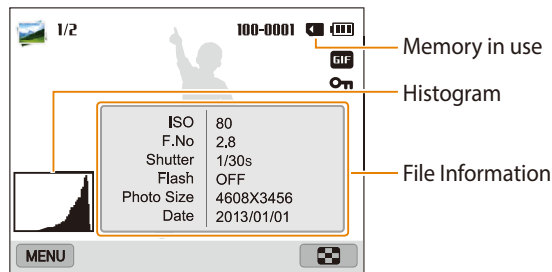 1/2 100-0001
GIF
Memory in use
Histogram
ISO 80
F.No 2.8
Shutter 1/30s
Flash OFF
Photo Size 4608X3456
Date 2013/01/01
File Information
MENU